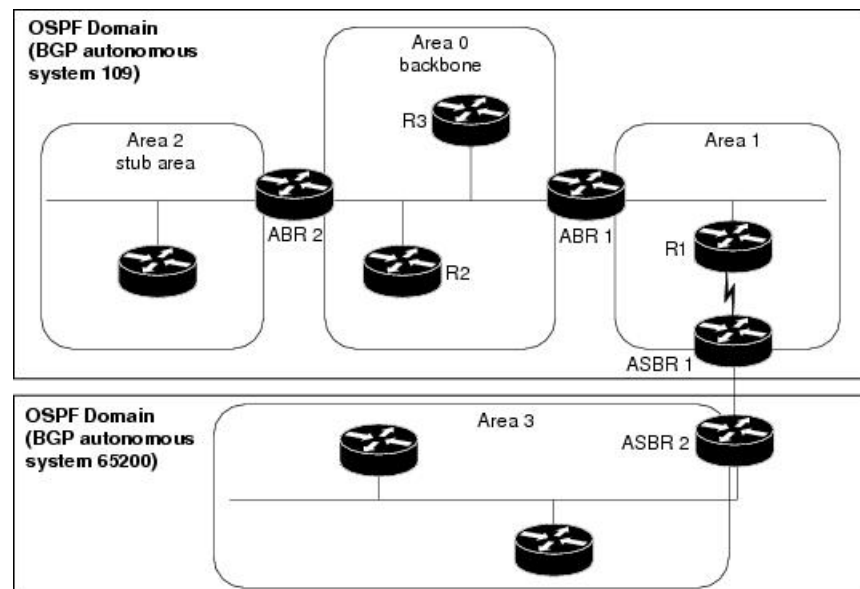 OSPF Domain
(BGP autonomous
system 109)
Area 0
backbone
R3
Area 2
stub area
Area 1
ABR 2
ABR 1
R2
R1
ASBR 1
OSPF Domain
(BGP autonomous
system 65200)
Area 3
ASBR 2